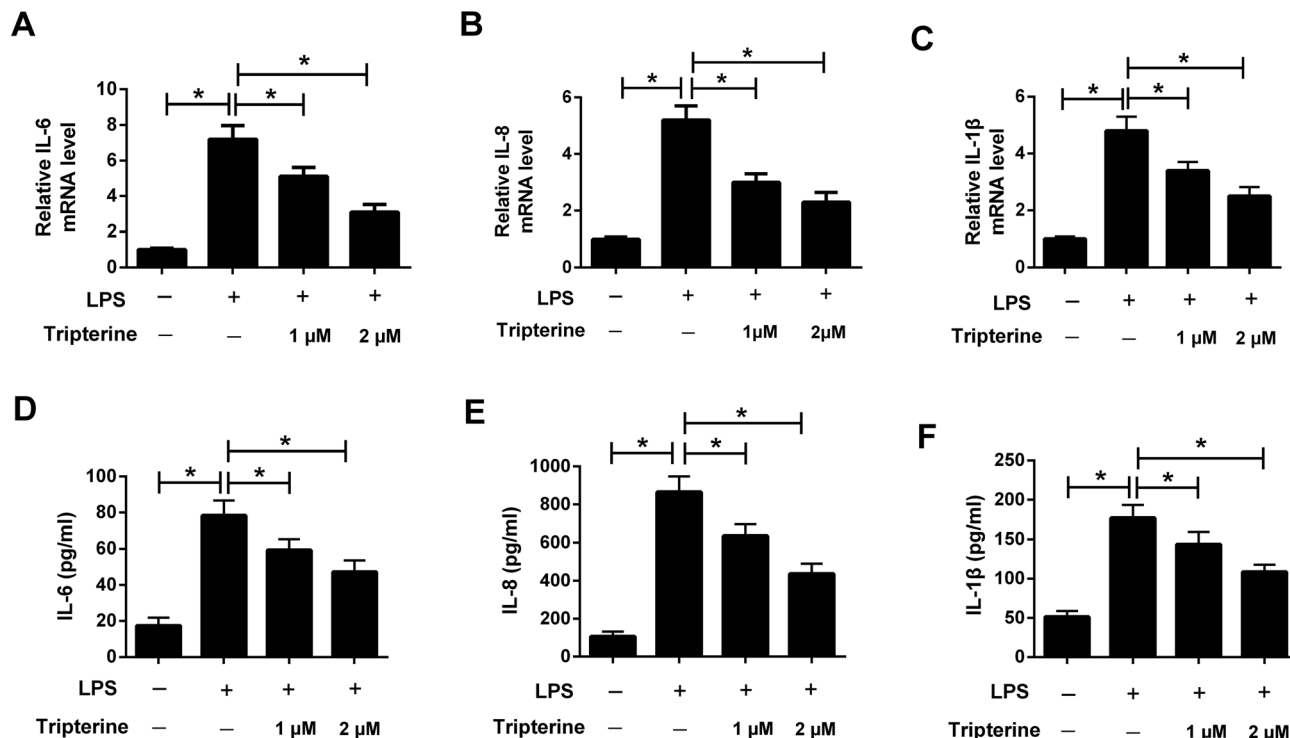 A
Relative IL-6
mRNA level
10
8
6
4
2
0
* * *
LPS – + + +
Tripterine – – 1 μM 2 μM
B
Relative IL-8
mRNA level
6
4
2
0
* * *
LPS – + + +
Tripterine – – 1μM 2μM
C
Relative IL-1β
mRNA level
6
4
2
0
* * *
LPS – + + +
Tripterine – – 1 μM 2 μM
D
IL-6 (pg/ml)
100
80
60
40
20
0
* * *
LPS – + + +
Tripterine – – 1 μM 2 μM
E
IL-8 (pg/ml)
1000
800
600
400
200
0
* * *
LPS – + + +
Tripterine – – 1 μM 2 μM
F
IL-1β (pg/ml)
250
200
150
100
50
0
* * *
LPS – + + +
Tripterine – – 1 μM 2 μM